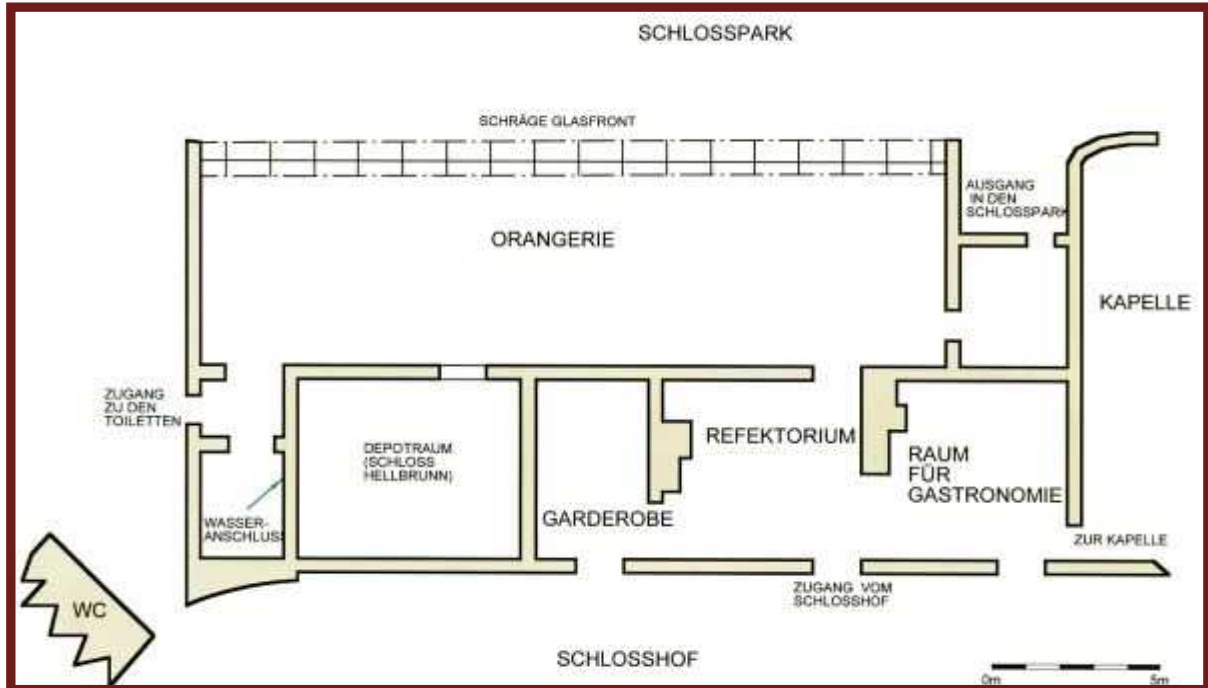 SCHLOSSPARK
SCHRÄGE GLASFRONT
AUSGANG
IN DEN
SCHLOSSPARK
ORANGERIE
KAPELLE
ZUGANG
ZU DEN
TOILETTEN
REFEKTORIUM
DEPOTRAUM
(SCHLOSS
HELLBRUNN)
RAUM
FÜR
GASTRONOMIE
WASSER-
ANSCHLUSS
GARDEROBE
ZUR KAPELLE
ZUGANG VOM
SCHLOSSHOF
WC
SCHLOSSHOF
0m 5m